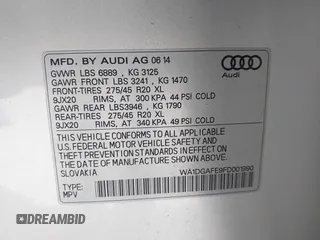 MFD. BY AUDI AG 06 14
GVWR LBS 6889 , KG 3125
GAWR FRONT LBS 3241 , KG 1470
FRONT-TIRES 275/45 R20 XL
9JX20 RIMS, AT 300 KPA 44 PSI COLD
GAWR REAR LBS3946 , KG 1790
REAR-TIRES 275/45 R20 XL
9JX20 RIMS, AT 340 KPA 49 PSI COLD
Audi
THIS VEHICLE CONFORMS TO ALL APPLICABLE
U.S. FEDERAL MOTOR VEHICLE SAFETY
STANDARDS IN EFFECT ON THE
DATE OF MANUFACTURE SHOWN ABOVE.
SLOVAKIA WA1DGAFE8FD001990
TYPE:
MPV
DREAMBID